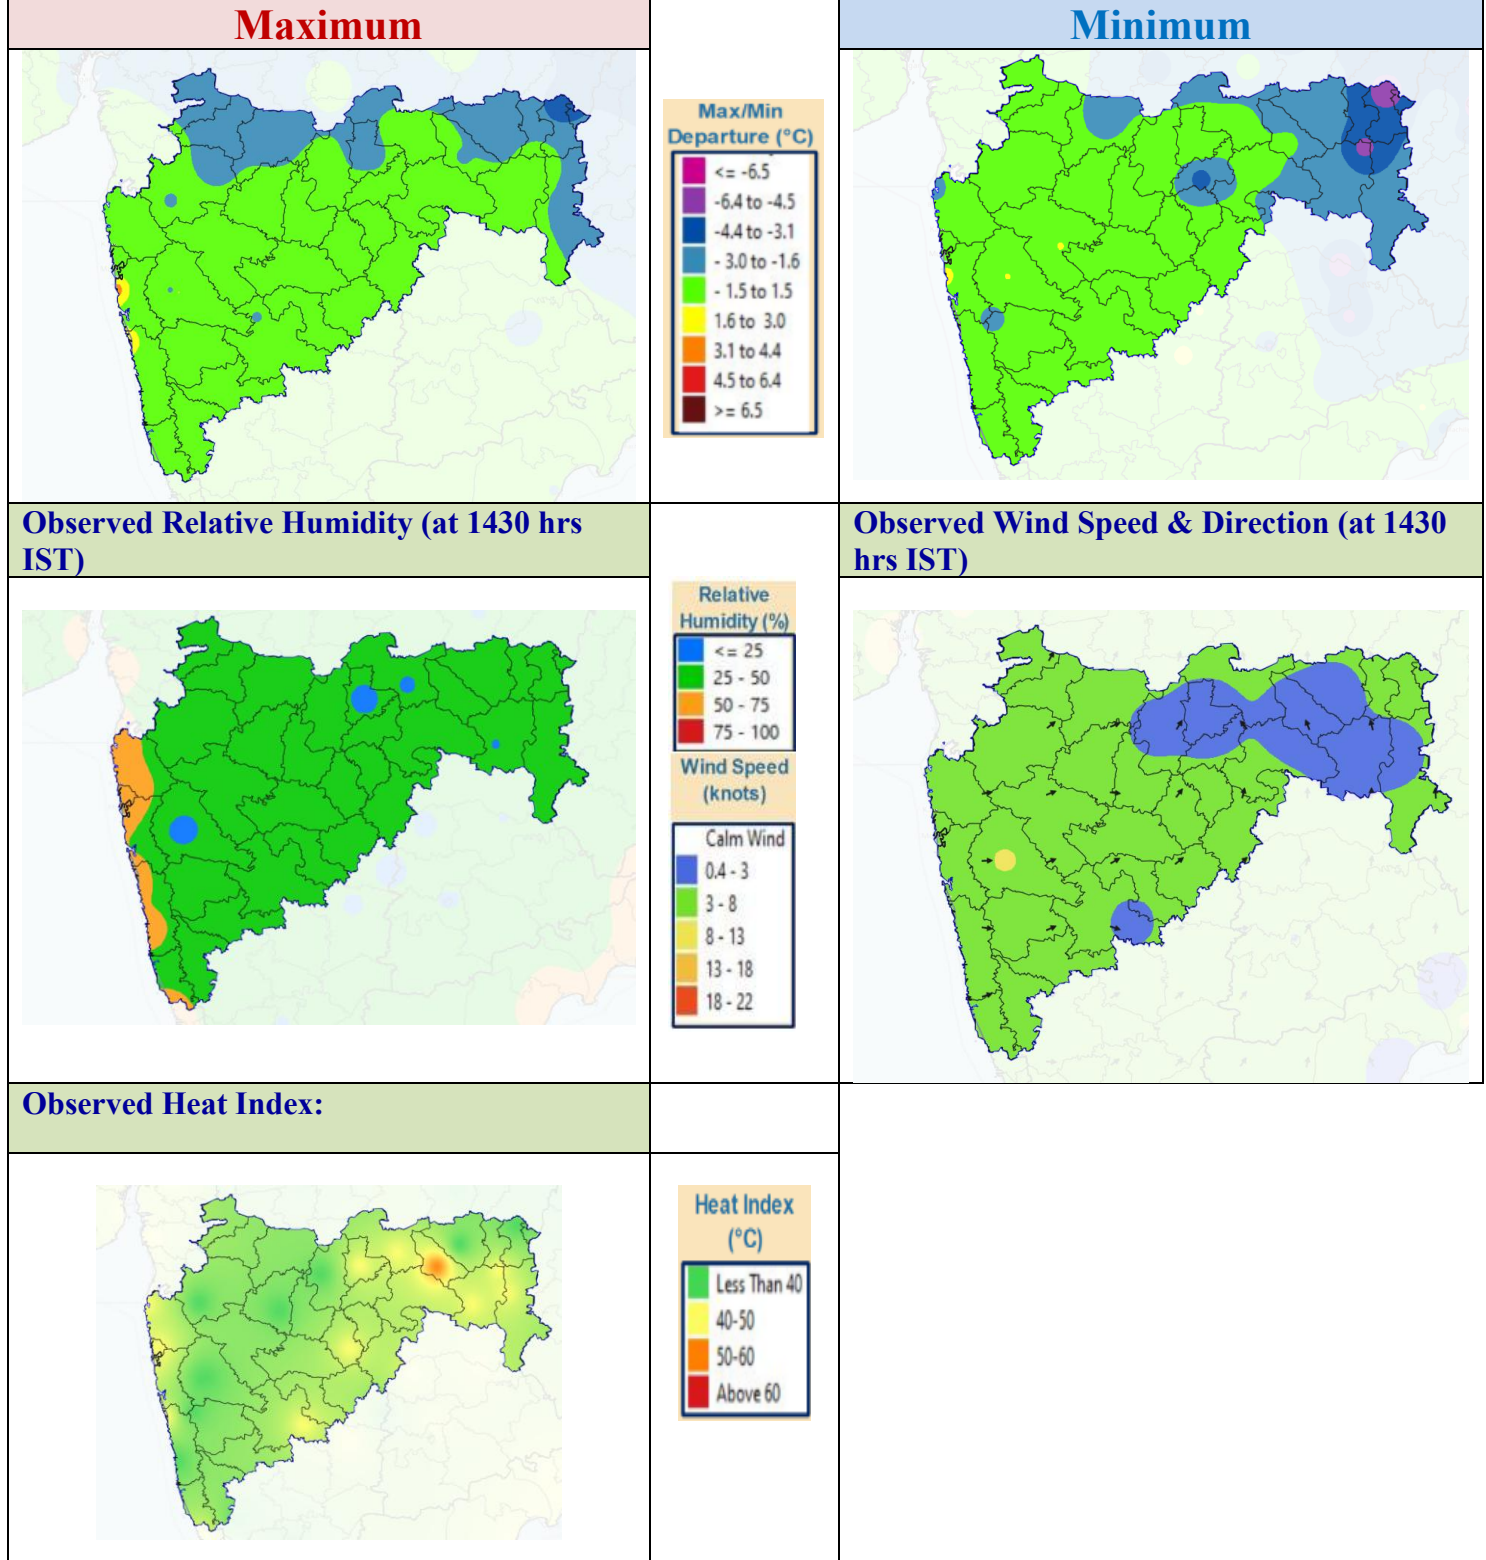 Maximum
Minimum
Max/Min
Departure (°C)
<= -6.5
-6.4 to -4.5
-4.4 to -3.1
- 3.0 to -1.6
- 1.5 to 1.5
1.6 to 3.0
3.1 to 4.4
4.5 to 6.4
>= 6.5
Observed Relative Humidity (at 1430 hrs
IST)
Observed Wind Speed & Direction (at 1430
hrs IST)
Relative
Humidity (%)
<= 25
25 - 50
50 - 75
75 - 100
Wind Speed
(knots)
Calm Wind
0.4 - 3
3 - 8
8 - 13
13 - 18
18 - 22
Observed Heat Index:
Heat Index
(°C)
Less Than 40
40-50
50-60
Above 60